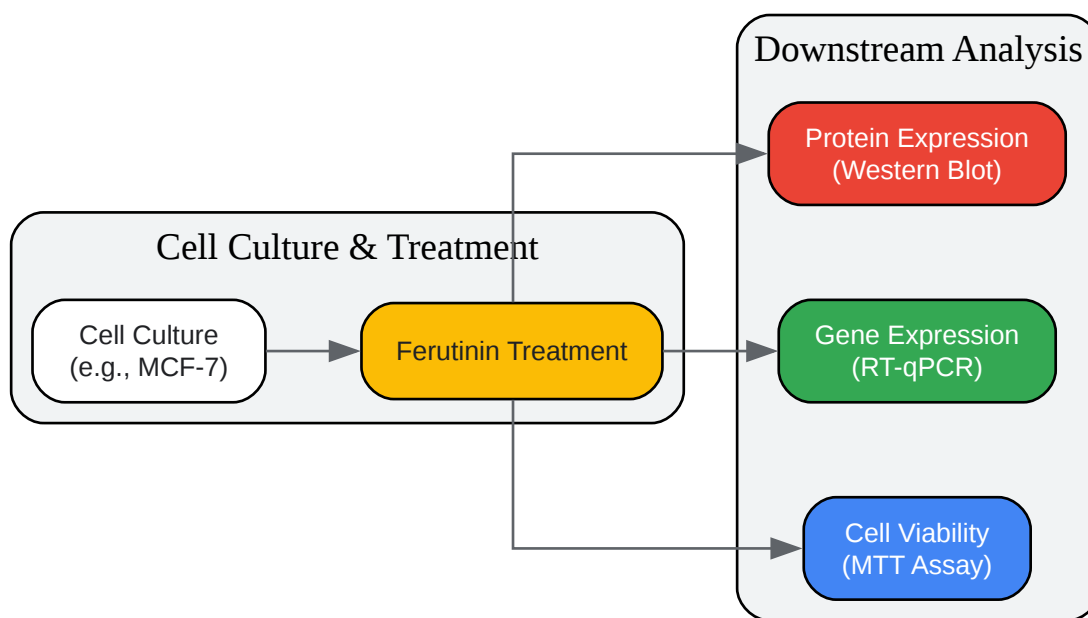 Downstream Analysis
Protein Expression
(Western Blot)
Cell Culture & Treatment
Cell Culture
(e.g., MCF-7)
Ferutinin Treatment
Gene Expression
(RT-qPCR)
Cell Viability
(MTT Assay)